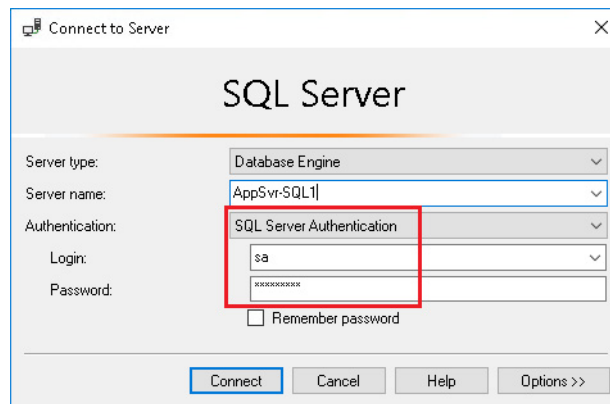 Connect to Server
SQL Server
Server type: Database Engine
Server name: AppSvr-SQL1
Authentication: SQL Server Authentication
Login: sa
Password: *********
Remember password
Connect Cancel Help Options >>